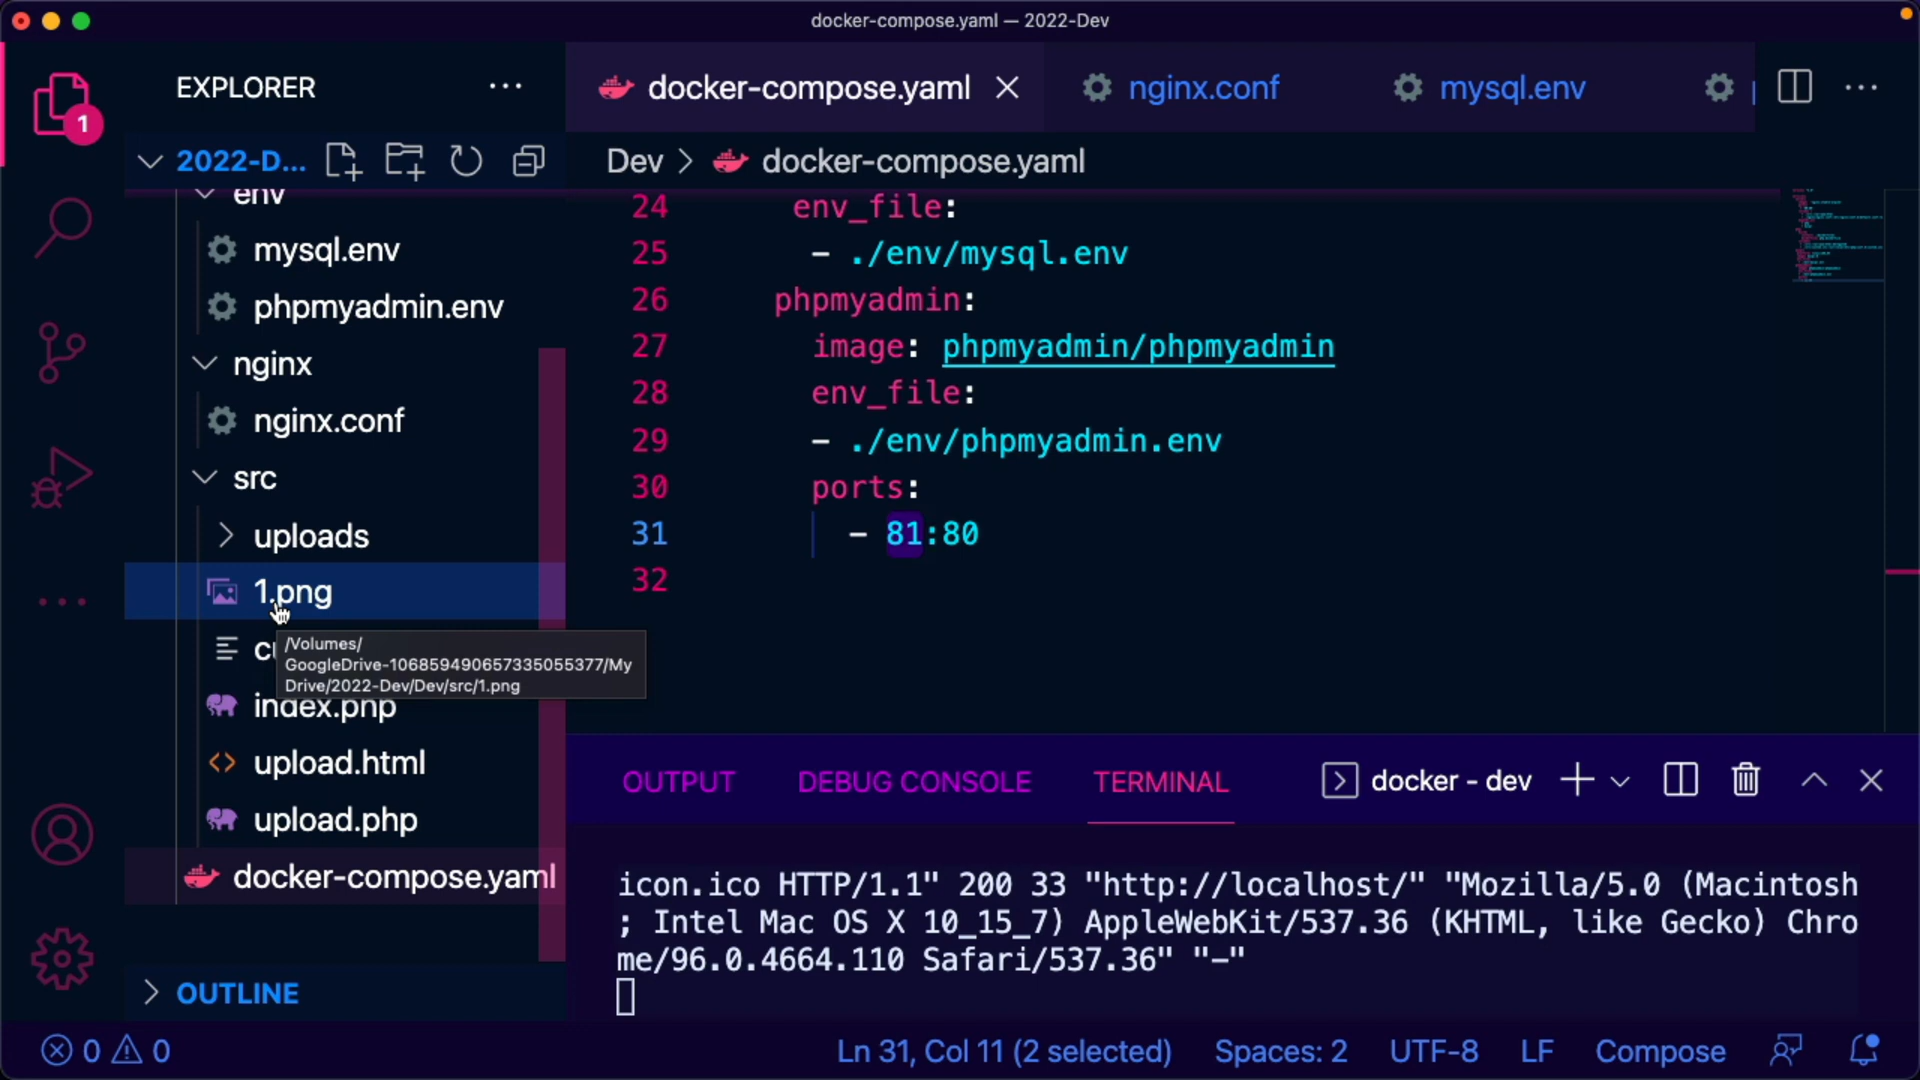 docker-compose.yaml — 2022-Dev
EXPLORER
docker-compose.yaml
nginx.conf
mysql.env
1
2022-D...
Dev > docker-compose.yaml
env
mysql.env
phpmyadmin.env
nginx
nginx.conf
src
uploads
1.png
/Volumes/
GoogleDrive-106859490657335055377/My
Drive/2022-Dev/Dev/src/1.png
index.php
upload.html
upload.php
docker-compose.yaml
OUTLINE
24 env_file:
25 - ./env/mysql.env
26 phpmyadmin:
27 image: phpmyadmin/phpmyadmin
28 env_file:
29 - ./env/phpmyadmin.env
30 ports:
31 - 81:80
32
OUTPUT DEBUG CONSOLE TERMINAL docker - dev
icon.ico HTTP/1.1" 200 33 "http://localhost/" "Mozilla/5.0 (Macintosh
; Intel Mac OS X 10_15_7) AppleWebKit/537.36 (KHTML, like Gecko) Chro
me/96.0.4664.110 Safari/537.36" "-"
0 0 Ln 31, Col 11 (2 selected) Spaces: 2 UTF-8 LF Compose